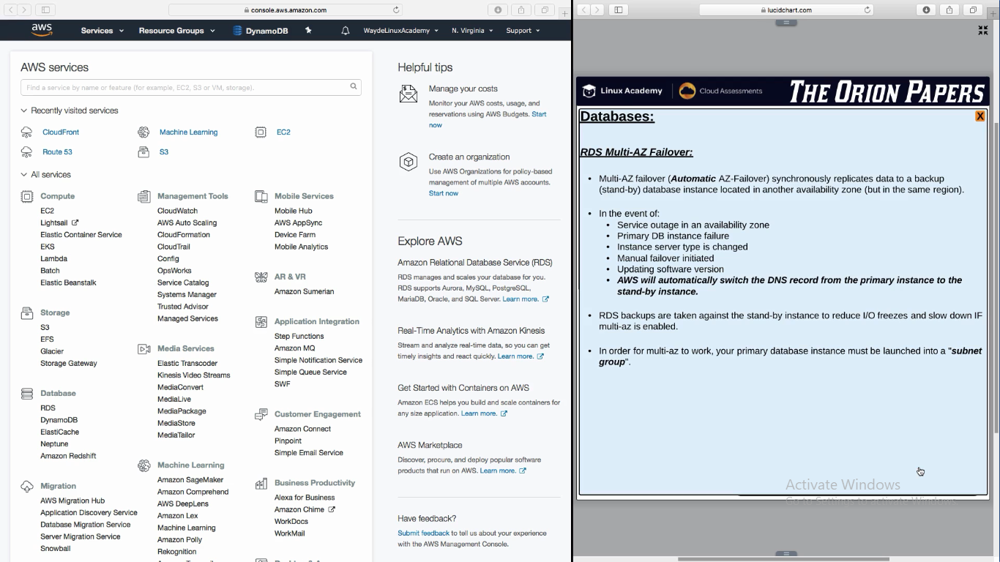 console.aws.amazon.com
aws
Services
Resource Groups
DynamoDB
WaydeLinuxAcademy
N. Virginia
Support
AWS services
Find a service by name or feature (for example, EC2, S3 or VM, storage).
Recently visited services
CloudFront
Machine Learning
EC2
Route 53
S3
All services
Compute
EC2
Lightsail
Elastic Container Service
EKS
Lambda
Batch
Elastic Beanstalk
Storage
S3
EFS
Glacier
Storage Gateway
Database
RDS
DynamoDB
ElastiCache
Neptune
Amazon Redshift
Migration
AWS Migration Hub
Application Discovery Service
Database Migration Service
Server Migration Service
Snowball
Management Tools
CloudWatch
AWS Auto Scaling
CloudFormation
CloudTrail
Config
OpsWorks
Service Catalog
Systems Manager
Trusted Advisor
Managed Services
Media Services
Elastic Transcoder
Kinesis Video Streams
MediaConvert
MediaLive
MediaPackage
MediaStore
MediaTailor
Machine Learning
Amazon SageMaker
Amazon Comprehend
AWS DeepLens
Amazon Lex
Machine Learning
Amazon Polly
Rekognition
Mobile Services
Mobile Hub
AWS AppSync
Device Farm
Mobile Analytics
AR & VR
Amazon Sumerian
Application Integration
Step Functions
Amazon MQ
Simple Notification Service
Simple Queue Service
SWF
Customer Engagement
Amazon Connect
Pinpoint
Simple Email Service
Business Productivity
Alexa for Business
Amazon Chime
WorkDocs
WorkMail
Helpful tips
Manage your costs
Monitor your AWS costs, usage, and
reservations using AWS Budgets. Start
now
Create an organization
Use AWS Organizations for policy-based
management of multiple AWS accounts.
Start now
Explore AWS
Amazon Relational Database Service (RDS)
RDS manages and scales your database for you.
RDS supports Aurora, MySQL, PostgreSQL,
MariaDB, Oracle, and SQL Server. Learn more.
Real-Time Analytics with Amazon Kinesis
Stream and analyze real-time data, so you can get
timely insights and react quickly. Learn more.
Get Started with Containers on AWS
Amazon ECS helps you build and scale containers for
any size application. Learn more.
AWS Marketplace
Discover, procure, and deploy popular software
products that run on AWS. Learn more.
Have feedback?
Submit feedback to tell us about your experience
with the AWS Management Console.
lucidchart.com
Linux Academy
Cloud Assessments
THE ORION PAPERS
Databases:
X
RDS Multi-AZ Failover:
• Multi-AZ failover (Automatic AZ-Failover) synchronously replicates data to a backup
(stand-by) database instance located in another availability zone (but in the same region).
• In the event of:
• Service outage in an availability zone
• Primary DB instance failure
• Instance server type is changed
• Manual failover initiated
• Updating software version
• AWS will automatically switch the DNS record from the primary instance to the
stand-by instance.
• RDS backups are taken against the stand-by instance to reduce I/O freezes and slow down IF
multi-az is enabled.
• In order for multi-az to work, your primary database instance must be launched into a "subnet
group".
Activate Windows
Go to Settings to activate Windows.